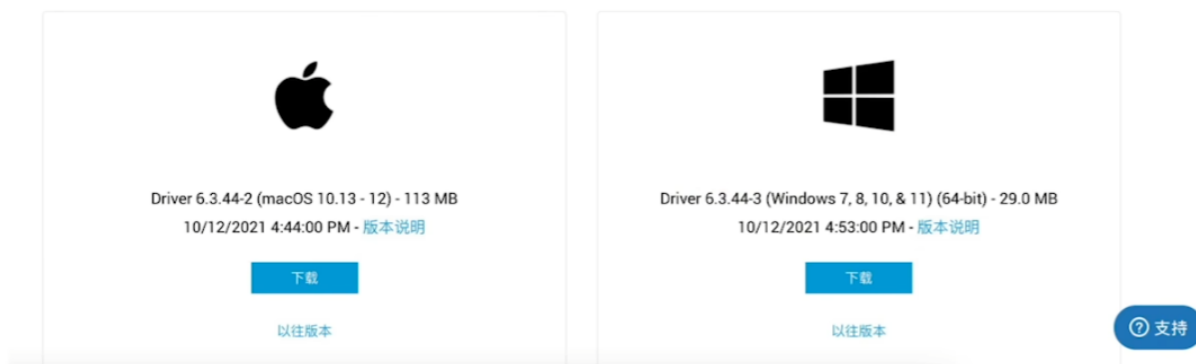 Driver 6.3.44-2 (macOS 10.13 - 12) - 113 MB
10/12/2021 4:44:00 PM - 版本说明
下载
以往版本
Driver 6.3.44-3 (Windows 7, 8, 10, & 11) (64-bit) - 29.0 MB
10/12/2021 4:53:00 PM - 版本说明
下载
以往版本
? 支持